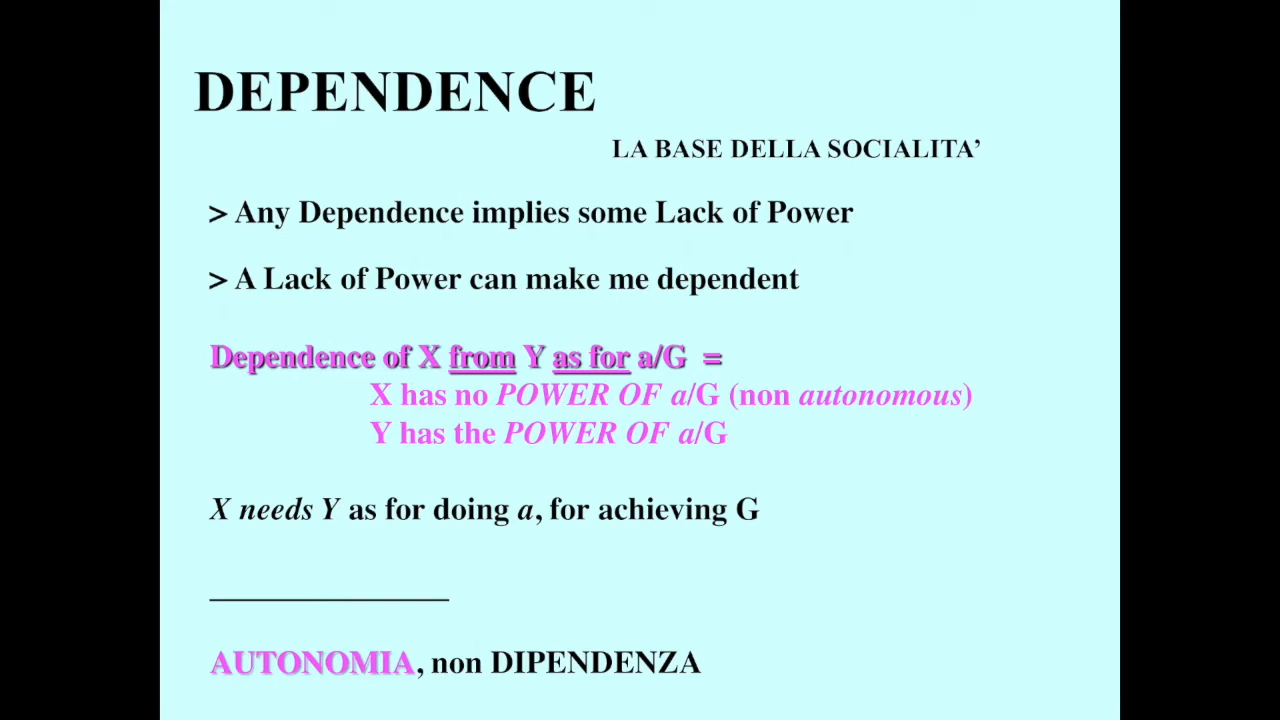 DEPENDENCE
LA BASE DELLA SOCIALITA’
> Any Dependence implies some Lack of Power
> A Lack of Power can make me dependent
Dependence of X from Y as for a/G =
X has no POWER OF a/G (non autonomous)
Y has the POWER OF a/G
X needs Y as for doing a, for achieving G
AUTONOMIA, non DIPENDENZA